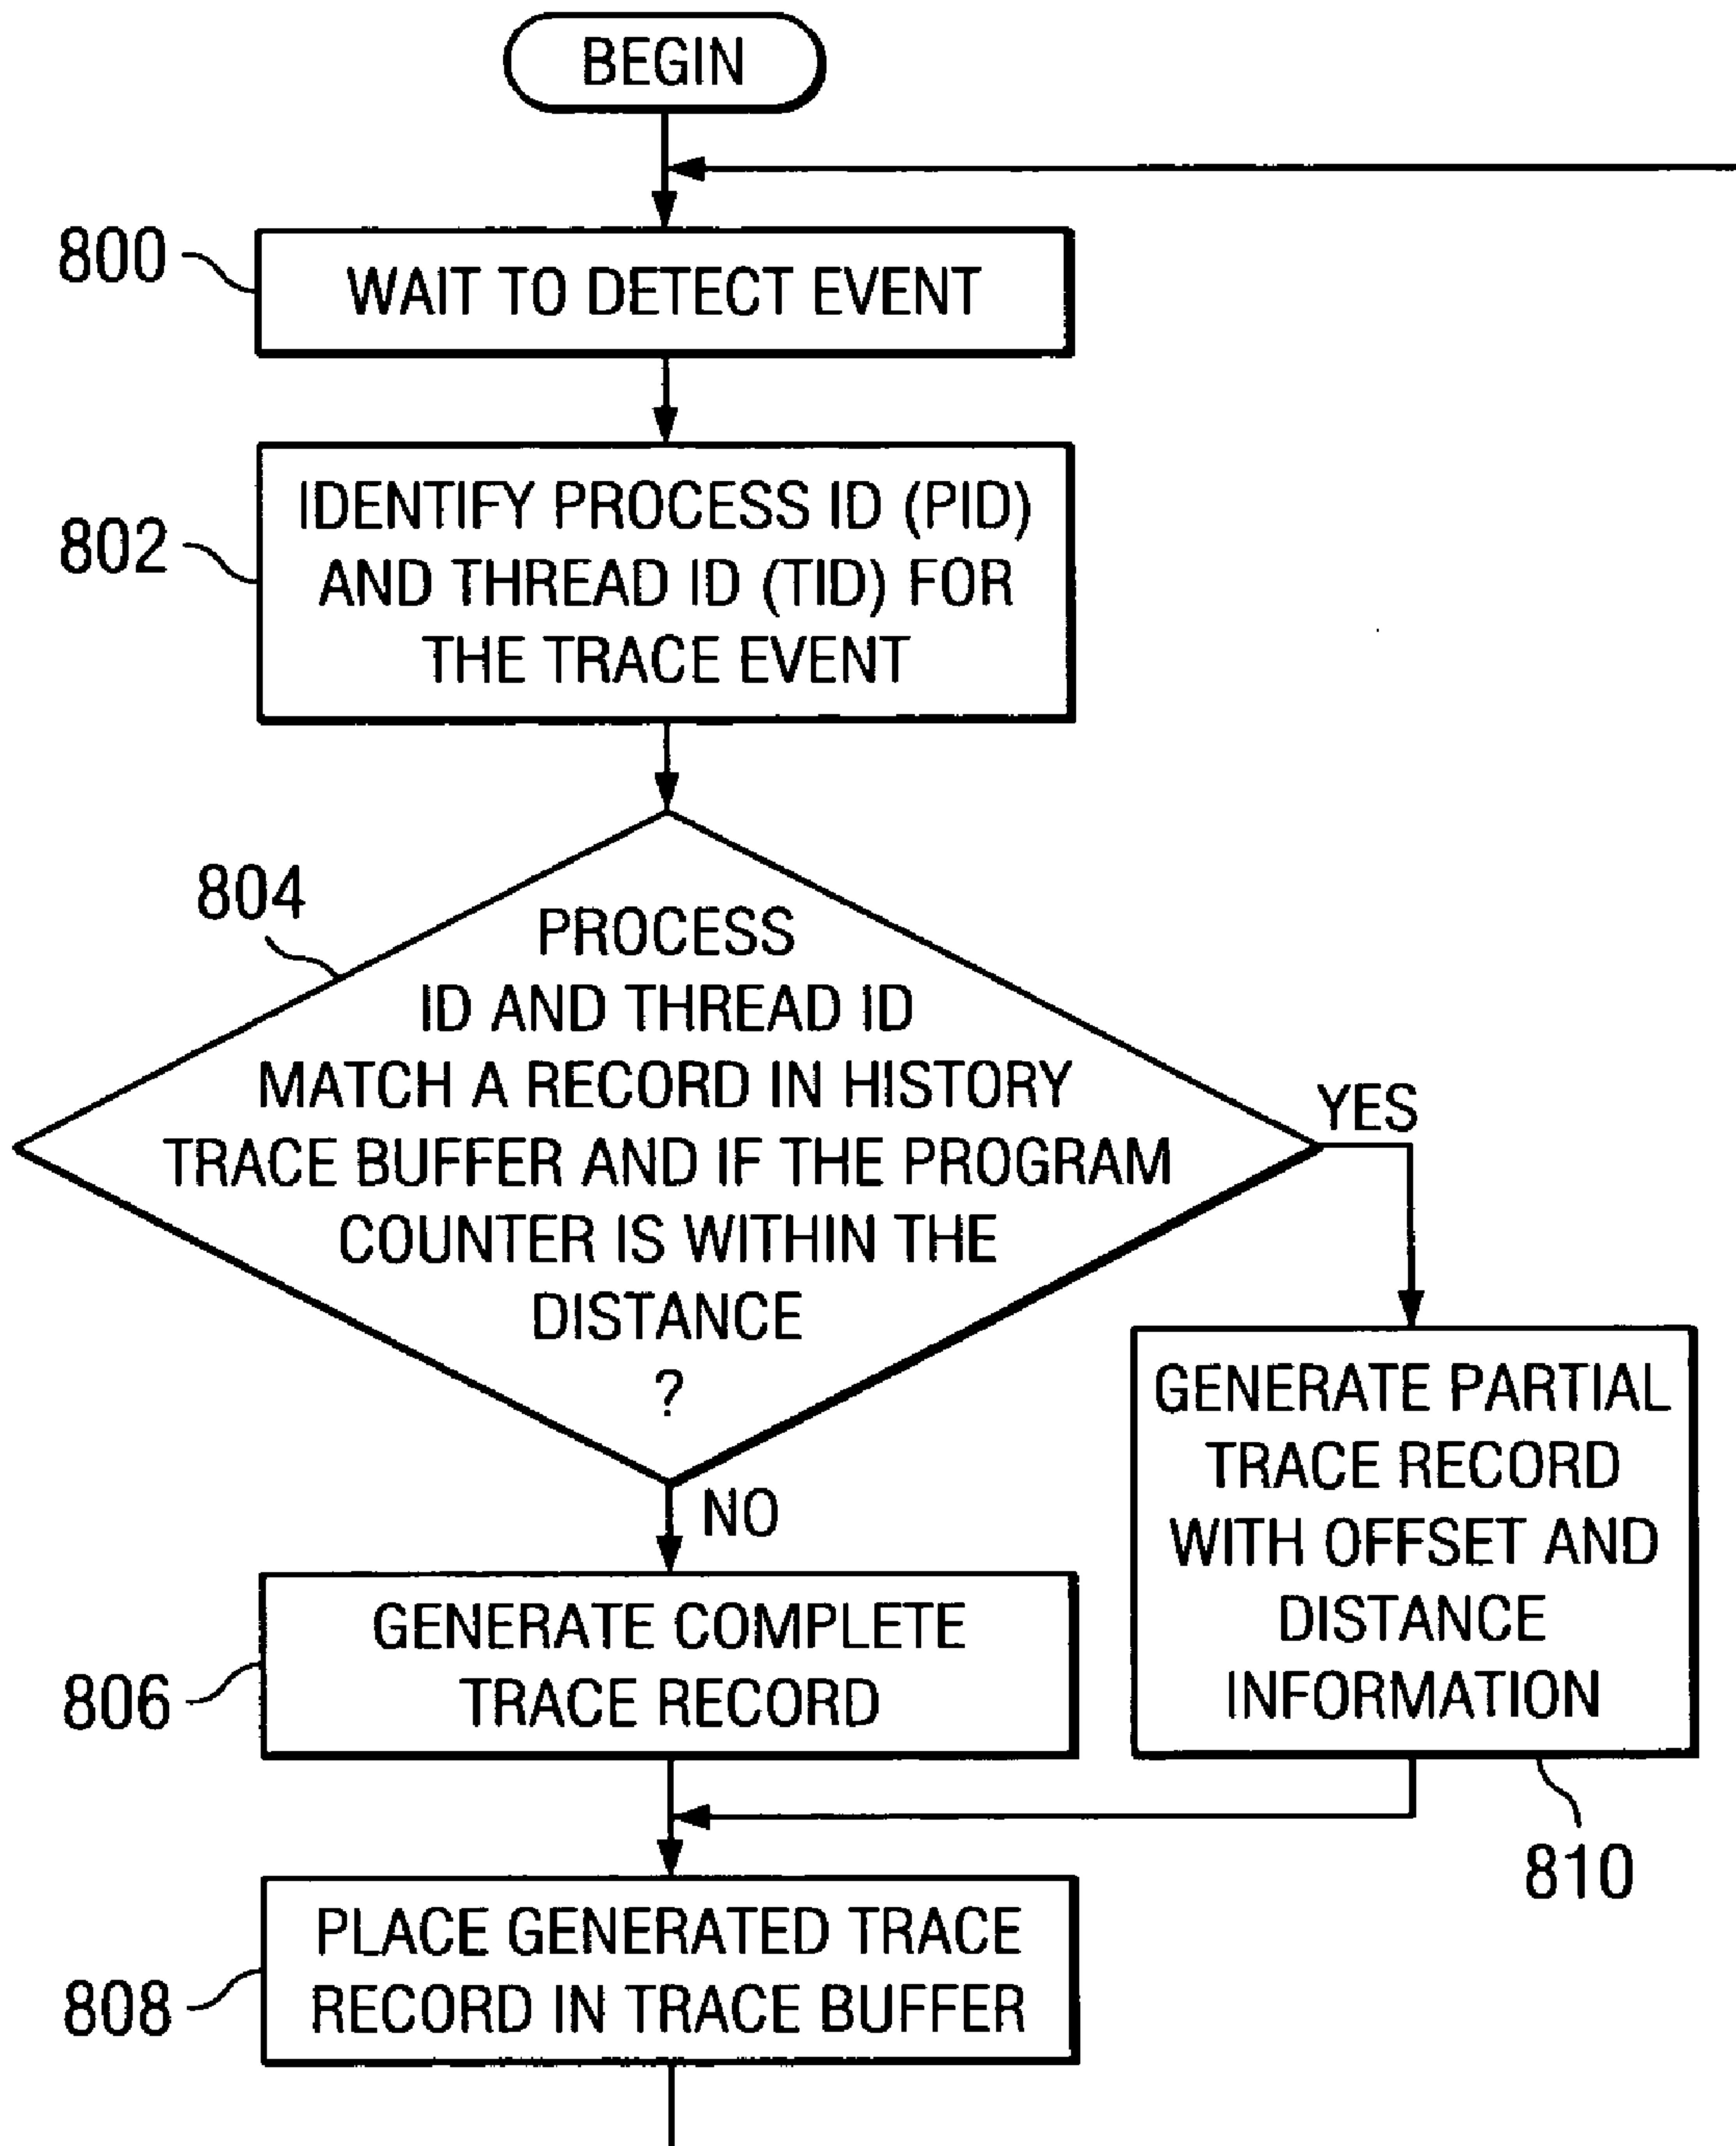 BEGIN
800
WAIT TO DETECT EVENT
802
IDENTIFY PROCESS ID (PID)
AND THREAD ID (TID) FOR
THE TRACE EVENT
804
PROCESS
ID AND THREAD ID
MATCH A RECORD IN HISTORY
TRACE BUFFER AND IF THE PROGRAM
COUNTER IS WITHIN THE
DISTANCE
?
YES
NO
GENERATE PARTIAL
TRACE RECORD
WITH OFFSET AND
DISTANCE
INFORMATION
810
806
GENERATE COMPLETE
TRACE RECORD
808
PLACE GENERATED TRACE
RECORD IN TRACE BUFFER